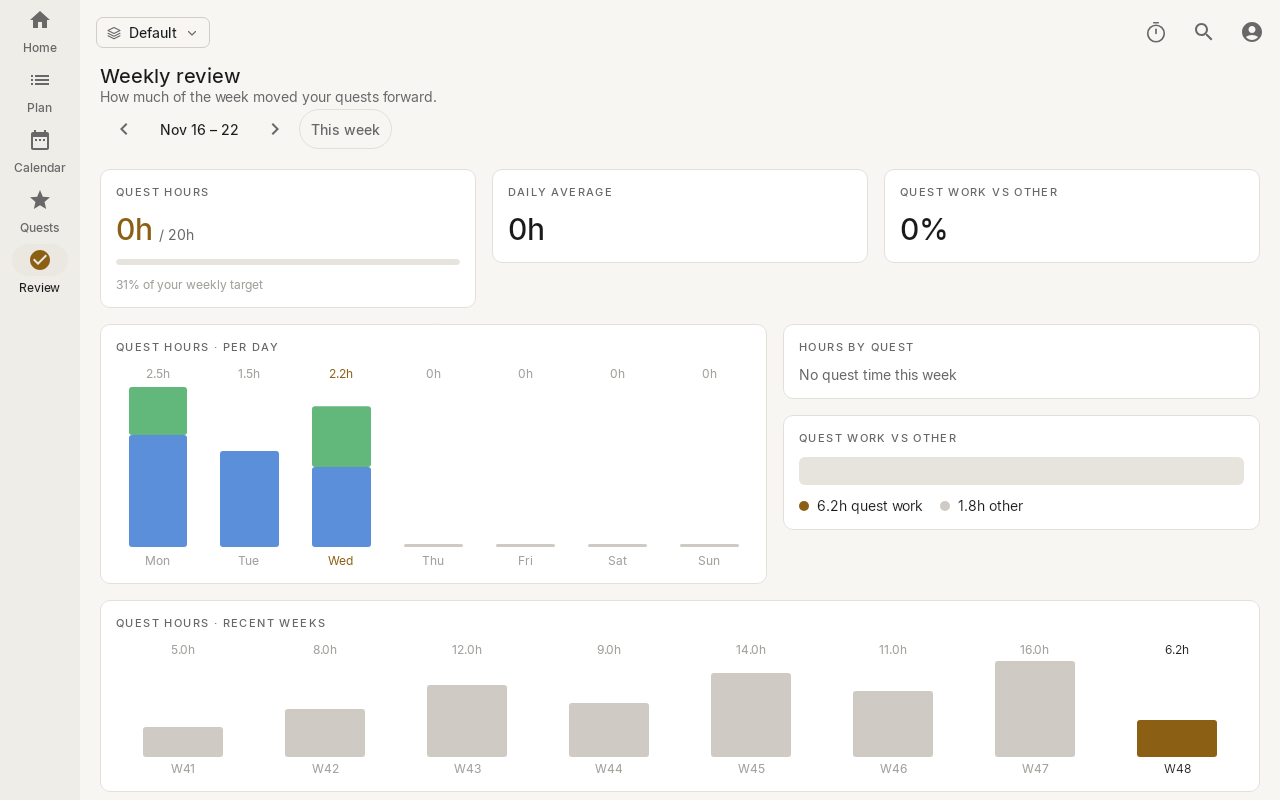 Home
Plan
Calendar
Quests
Review
Default
Weekly review
How much of the week moved your quests forward.
Nov 16 – 22
This week
QUEST HOURS
0h / 20h
31% of your weekly target
DAILY AVERAGE
0h
QUEST WORK VS OTHER
0%
QUEST HOURS · PER DAY
2.5h 1.5h 2.2h 0h 0h 0h 0h
Mon Tue Wed Thu Fri Sat Sun
HOURS BY QUEST
No quest time this week
QUEST WORK VS OTHER
6.2h quest work 1.8h other
QUEST HOURS · RECENT WEEKS
5.0h 8.0h 12.0h 9.0h 14.0h 11.0h 16.0h 6.2h
W41 W42 W43 W44 W45 W46 W47 W48